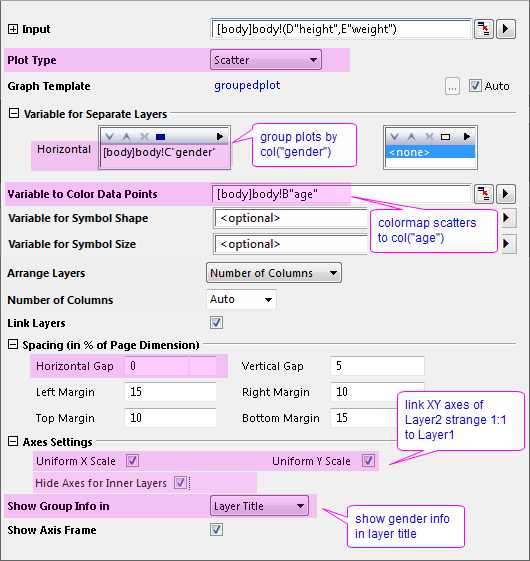 Input [body]body!(D"height",E"weight")
Plot Type Scatter
Graph Template groupedplot ... Auto
Variable for Separate Layers
Horizontal
[body]body!C"gender"
<none>
group plots by
col("gender")
Variable to Color Data Points [body]body!B"age"
Variable for Symbol Shape <optional>
Variable for Symbol Size <optional>
colormap scatters
to col("age")
Arrange Layers Number of Columns
Number of Columns Auto
Link Layers
Spacing (in % of Page Dimension)
Horizontal Gap 0 Vertical Gap 5
Left Margin 15 Right Margin 10
Top Margin 10 Bottom Margin 15
link XY axes of
Layer2 strange 1:1
to Layer1
Axes Settings
Uniform X Scale Uniform Y Scale
Hide Axes for Inner Layers
Show Group Info in Layer Title
Show Axis Frame
show gender info
in layer title